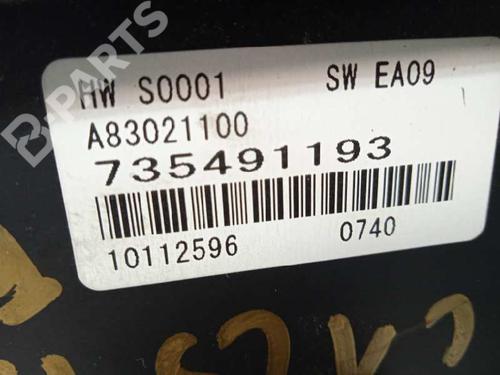 B-PARTS
HW S0001 SW EA09
A83021100
735491193
10112596 0740